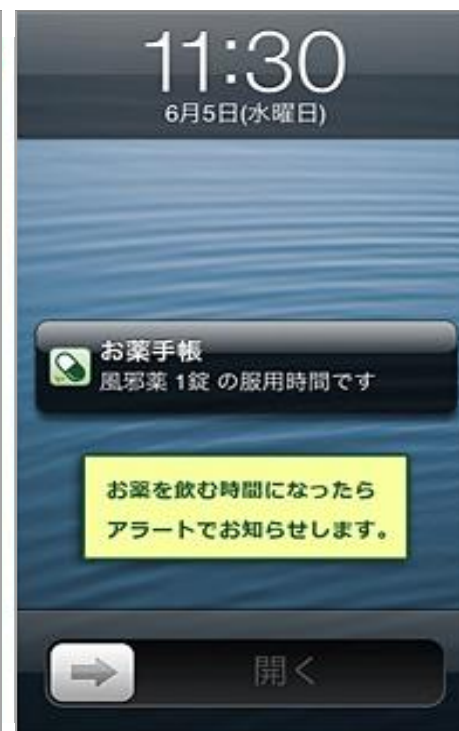 11:30
6月5日(水曜日)
お薬手帳
風邪薬 1錠 の服用時間です
お薬を飲む時間になったら
アラートでお知らせします。
開く